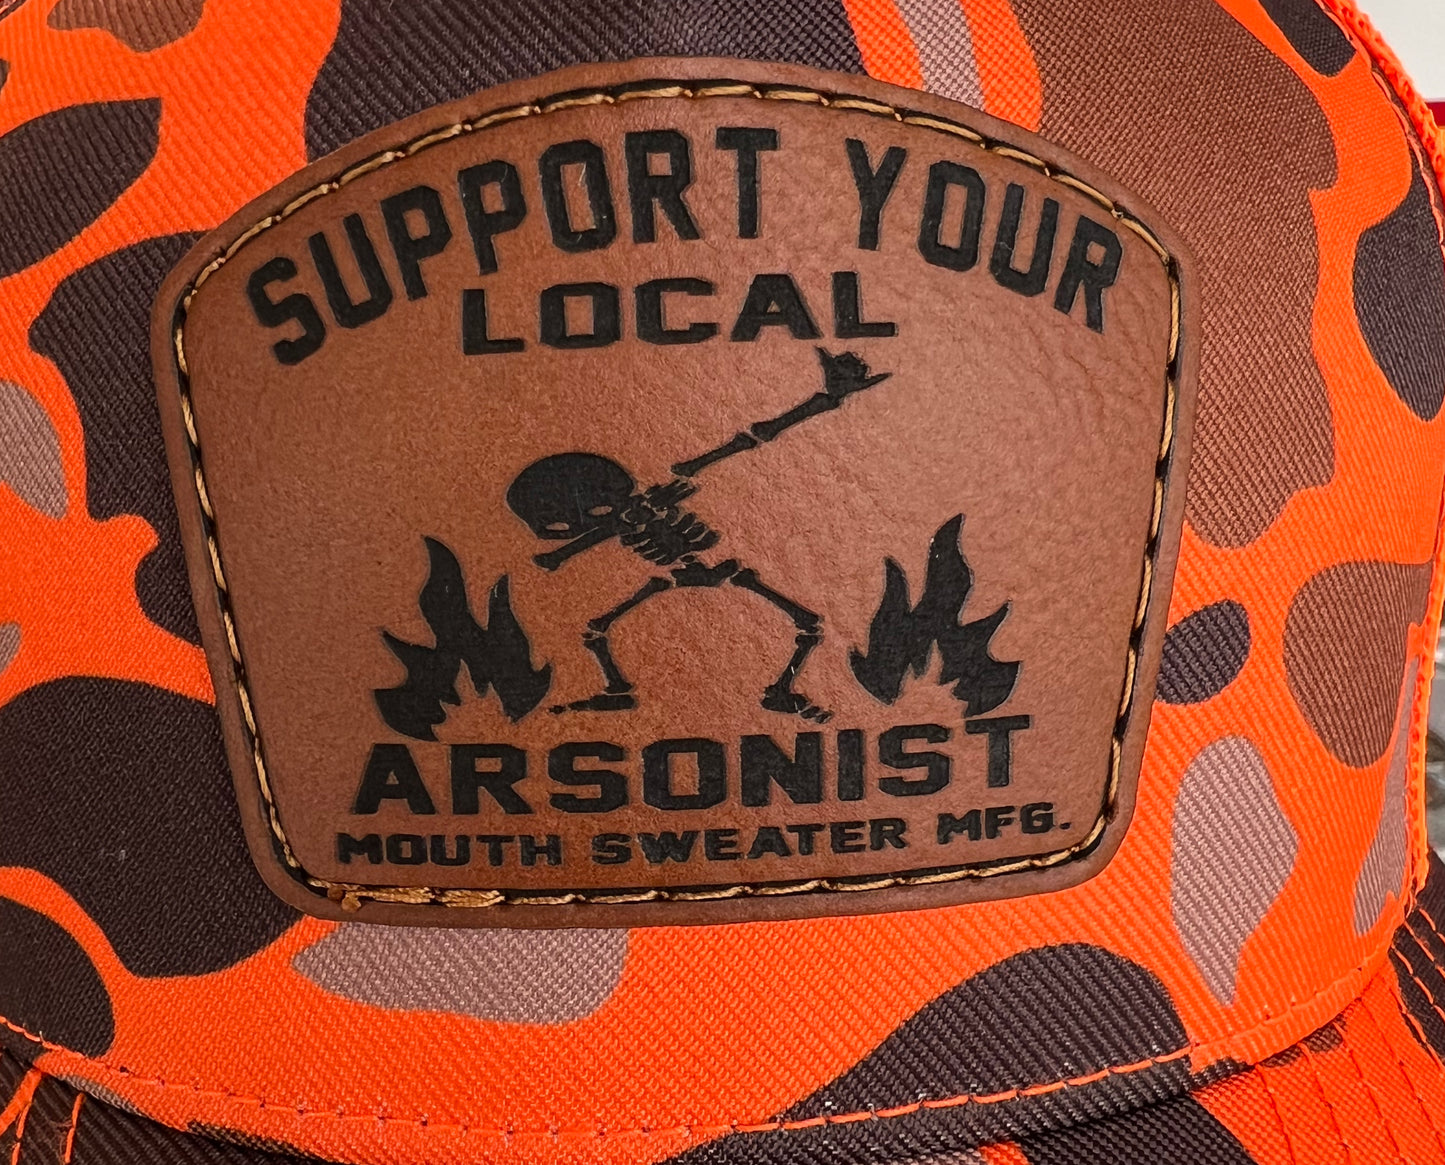 SUPPORT YOUR
LOCAL
ARSONIST
MOUTH SWEATER MFG.